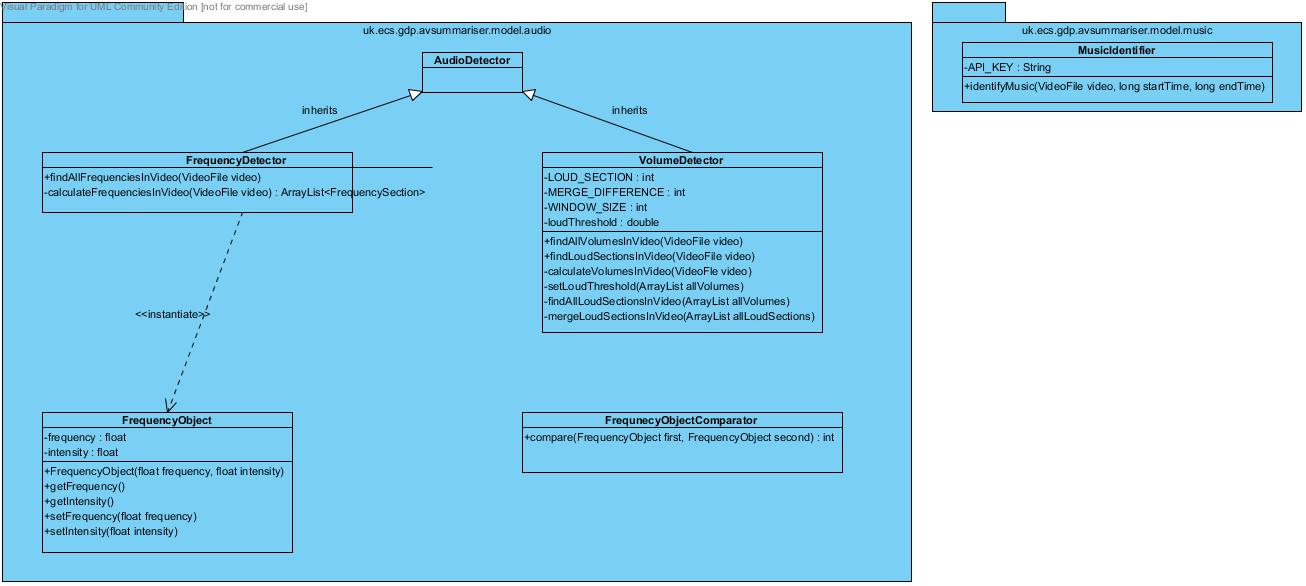 Visual Paradigm for UML Community Edition [not for commercial use]
uk.ecs.gdp.avsummariser.model.audio
AudioDetector
inherits
inherits
FrequencyDetector
+findAllFrequenciesInVideo(VideoFile video)
-calculateFrequenciesInVideo(VideoFile video) : ArrayList<FrequencySection>
VolumeDetector
-LOUD_SECTION : int
-MERGE_DIFFERENCE : int
-WINDOW_SIZE : int
-loudThreshold : double
+findAllVolumesInVideo(VideoFile video)
+findLoudSectionsInVideo(VideoFile video)
-calculateVolumesInVideo(VideoFle video)
-setLoudThreshold(ArrayList allVolumes)
-findAllLoudSectionsInVideo(ArrayList allVolumes)
-mergeLoudSectionsInVideo(ArrayList allLoudSections)
<<instantiate>>
FrequencyObject
-frequency : float
-intensity : float
+FrequencyObject(float frequency, float intensity)
+getFrequency()
+getIntensity()
+setFrequency(float frequency)
+setIntensity(float intensity)
FrequnecyObjectComparator
+compare(FrequencyObject first, FrequencyObject second) : int
uk.ecs.gdp.avsummariser.model.music
MusicIdentifier
-API_KEY : String
+identifyMusic(VideoFile video, long startTime, long endTime)